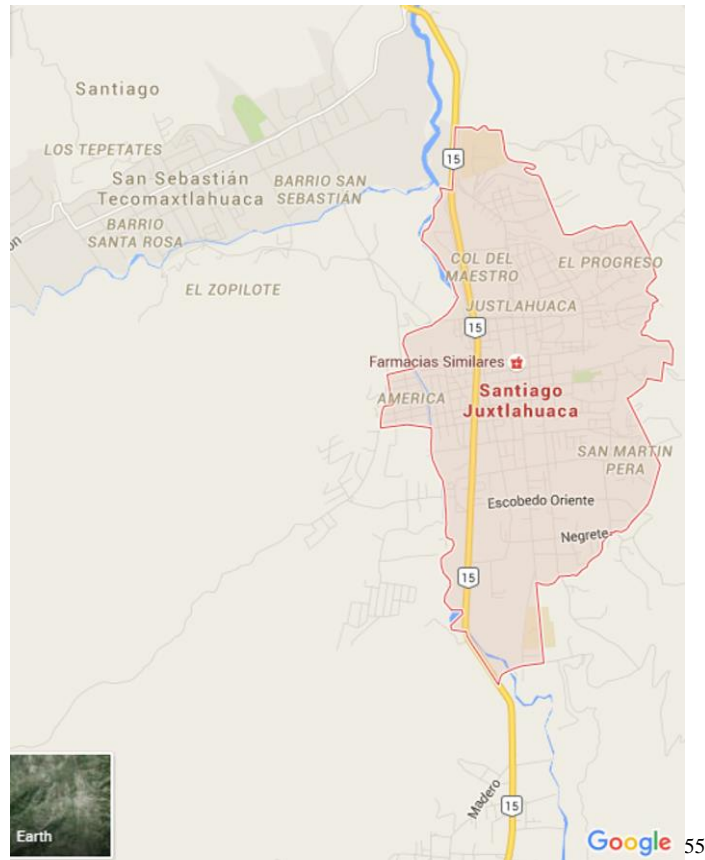 Santiago
15
LOS TEPETATES
San Sebastián
Tecomaxtlahuaca
BARRIO SAN
SEBASTIÁN
BARRIO
SANTA ROSA
ón
COL DEL
MAESTRO
EL PROGRESO
EL ZOPILOTE
JUSTLAHUACA
15
Farmacias Similares
AMERICA
Santiago
Juxtlahuaca
SAN MARTIN
PERA
Escobedo Oriente
Negrete
15
Madero
15
Earth
Google
55